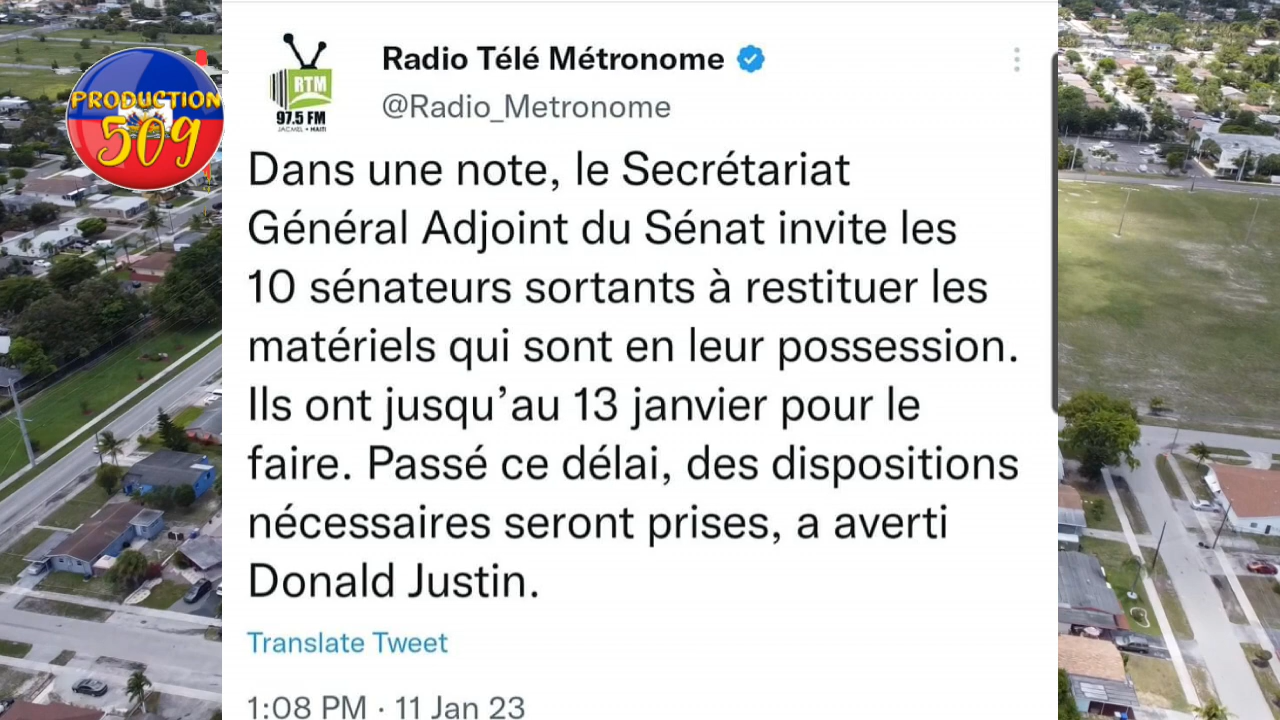 PRODUCTION
509
RTM
97.5 FM
JACMEL • HAITI
Radio Télé Métronome
@Radio_Metronome
Dans une note, le Secrétariat
Général Adjoint du Sénat invite les
10 sénateurs sortants à restituer les
matériels qui sont en leur possession.
Ils ont jusqu’au 13 janvier pour le
faire. Passé ce délai, des dispositions
nécessaires seront prises, a averti
Donald Justin.
Translate Tweet
1:08 PM · 11 Jan 23